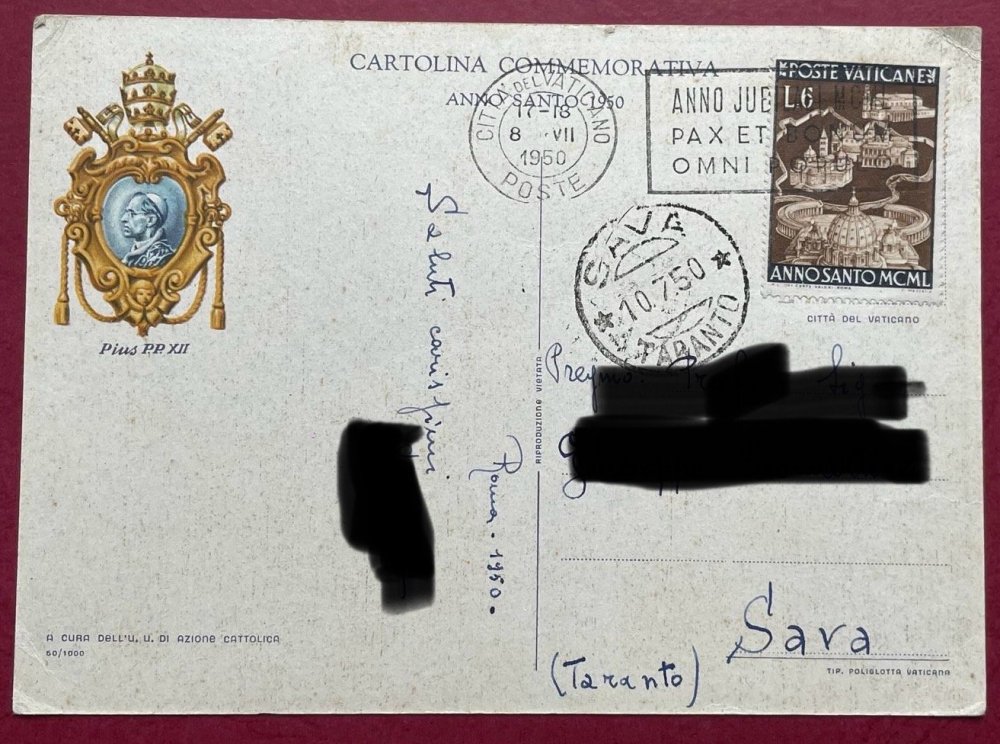 CARTOLINA COMMEMORATIVA
ANNO SANTO 1950
CITTÀ DEL VATICANO
17-18
8 VII
1950
POSTE
ANNO
PAX ET BONUM
OMNI
POSTE VATICANE
L.6
ANNO SANTO MCML
CITTÀ DEL VATICANO
SAVA
10.7.50
TARANTO
Pius P.P. XII
Saluti carissimi
Roma - 1950.
RIPRODUZIONE VIETATA
Sava
(Taranto)
A CURA DELL'U. U. DI AZIONE CATTOLICA
50/1000
TIP. POLIGLOTTA VATICANA